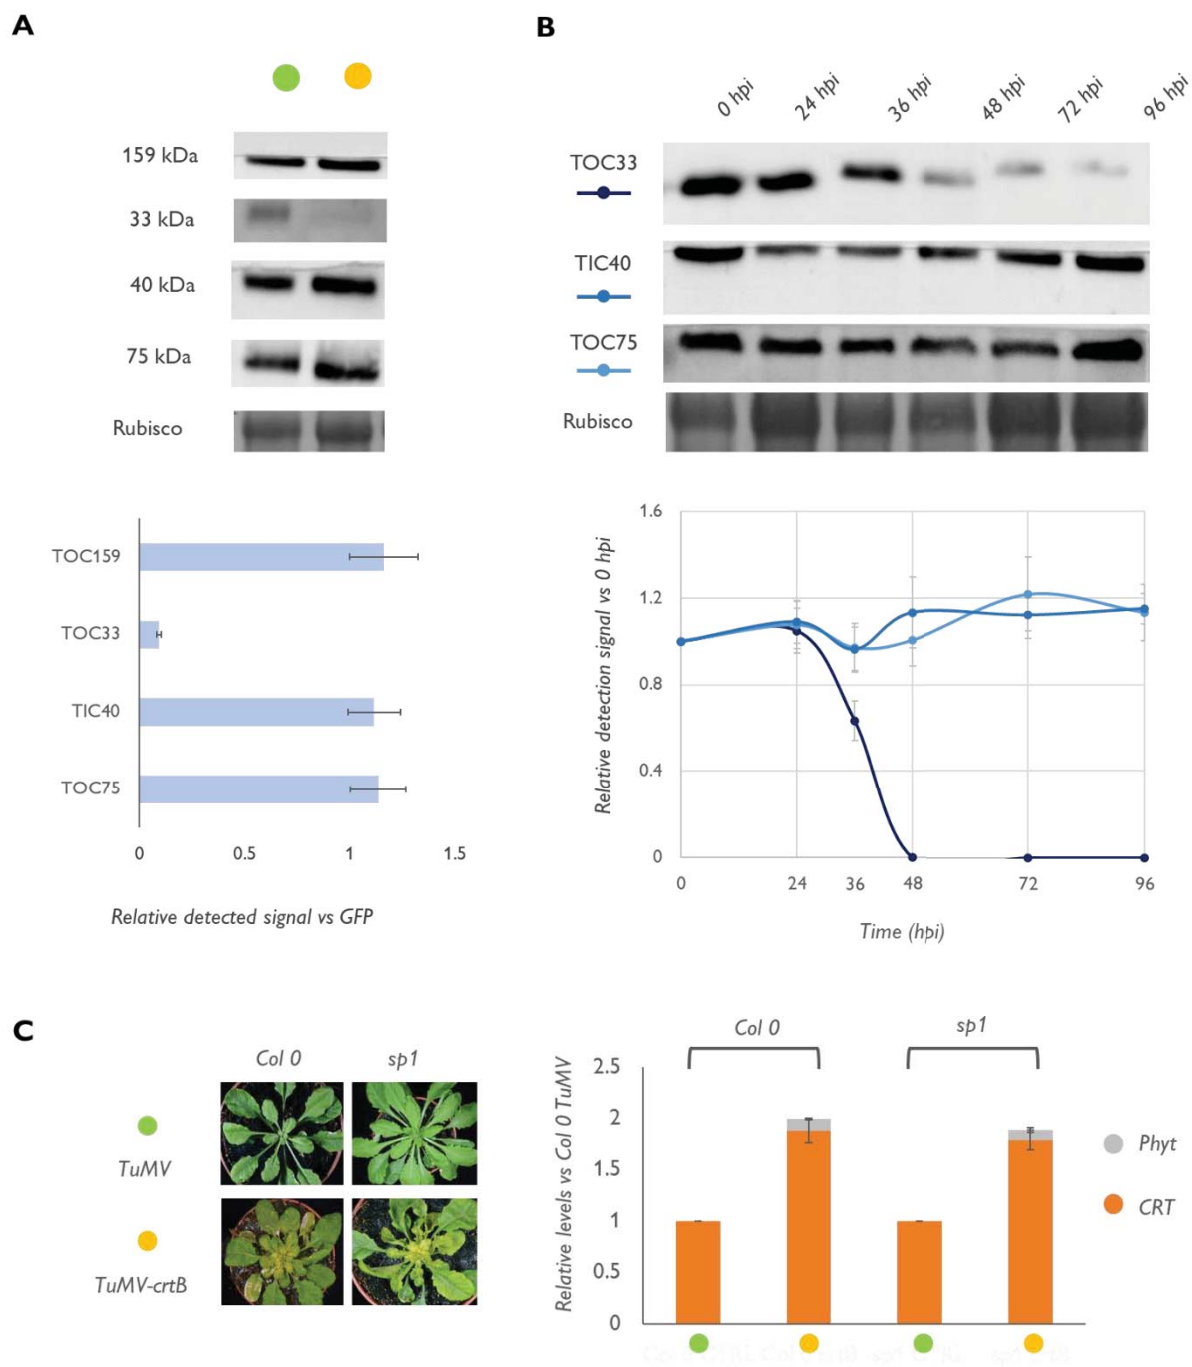 A
159 kDa
33 kDa
40 kDa
75 kDa
Rubisco
TOC159
TOC33
TIC40
TOC75
0 0.5 1 1.5
Relative detected signal vs GFP
B
0 hpi 24 hpi 36 hpi 48 hpi 72 hpi 96 hpi
TOC33
TIC40
TOC75
Rubisco
Relative detection signal vs 0 hpi
1.6
1.2
0.8
0.4
0
0 24 36 48 72 96
Time (hpi)
C
Col 0 sp1
TuMV
TuMV-crtB
Col 0 sp1
Relative levels vs Col 0 TuMV
2.5
2
1.5
1
0.5
0
Phyt
CRT